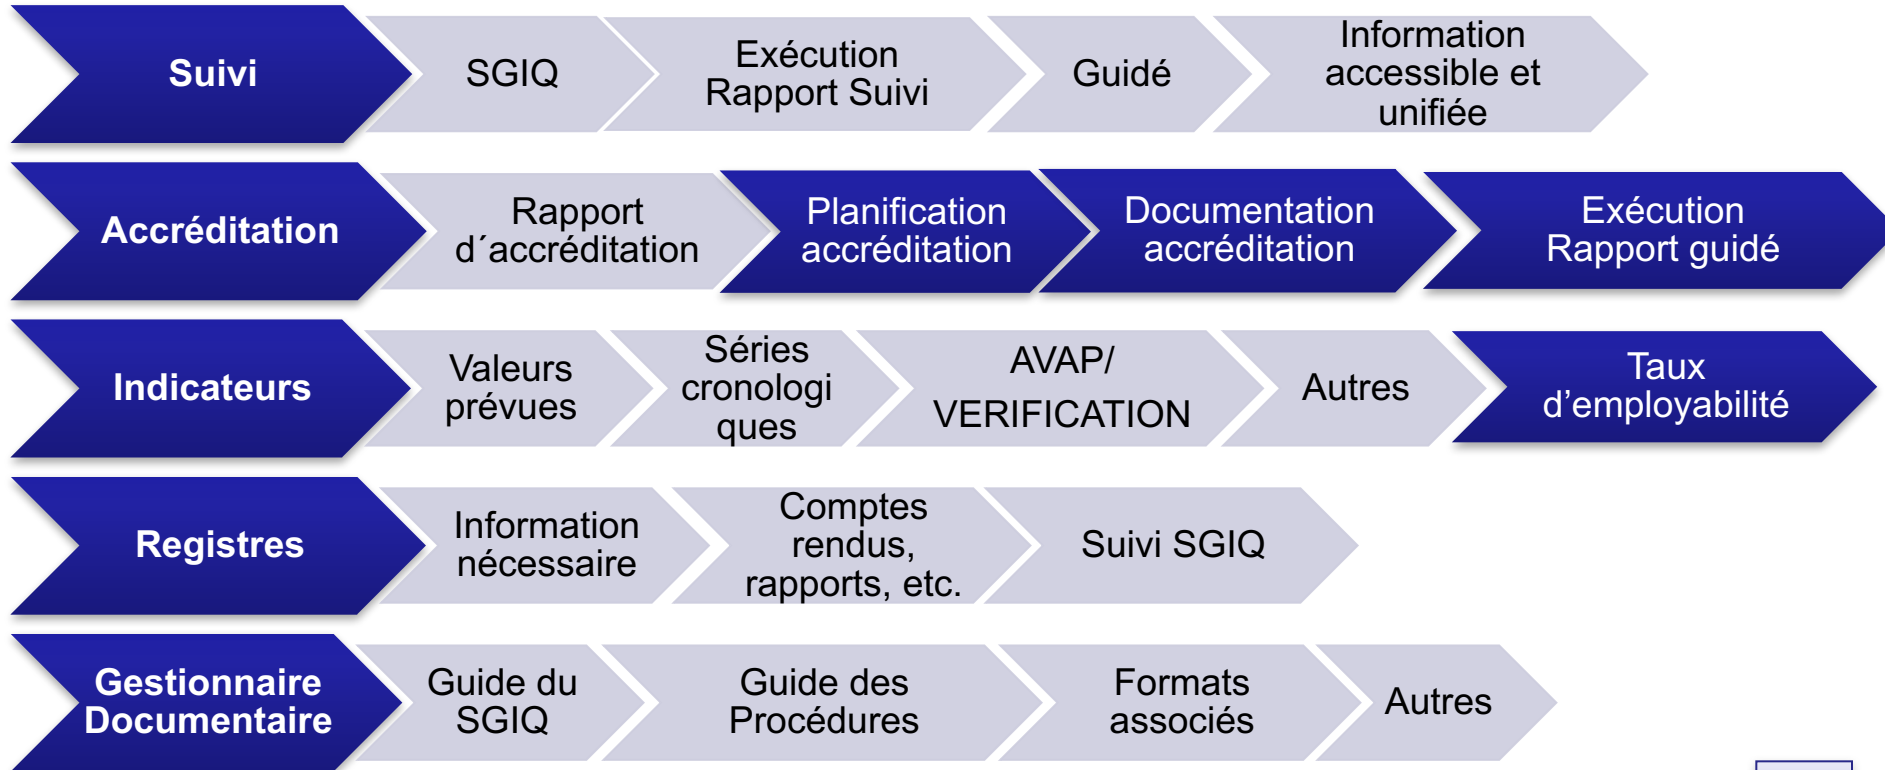 Suivi
SGIQ
Exécution
Rapport Suivi
Guidé
Information
accessible et
unifiée
Accréditation
Rapport
d´accréditation
Planification
accréditation
Documentation
accréditation
Exécution
Rapport guidé
Indicateurs
Valeurs
prévues
Séries
cronologi
ques
AVAP/
VERIFICATION
Autres
Taux
d’employabilité
Registres
Information
nécessaire
Comptes
rendus,
rapports, etc.
Suivi SGIQ
Gestionnaire
Documentaire
Guide du
SGIQ
Guide des
Procédures
Formats
associés
Autres